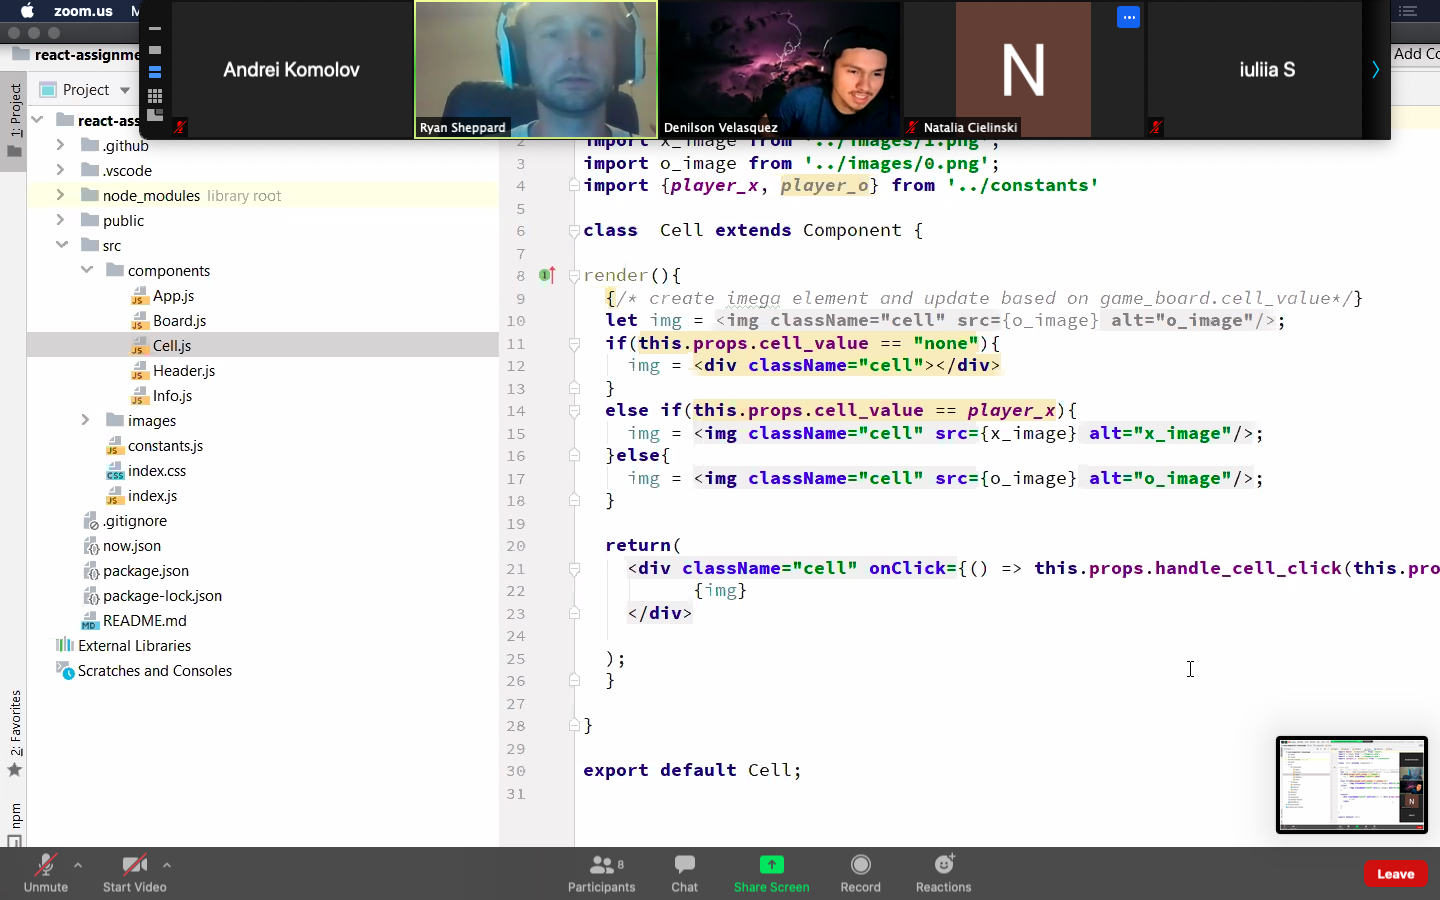 zoom.us
react-assignme
Andrei Komolov
Ryan Sheppard
Denilson Velasquez
N
Natalia Cielinski
iuliia S
Add Co
1: Project
Project
react-ass
.github
.vscode
node_modules library root
public
src
components
App.js
Board.js
Cell.js
Header.js
Info.js
images
constants.js
index.css
index.js
.gitignore
now.json
package.json
package-lock.json
README.md
External Libraries
Scratches and Consoles
2: Favorites
npm
2 import x_image from '../images/1.png';
3 import o_image from '../images/0.png';
4 import {player_x, player_o} from '../constants'
5
6 class  Cell extends Component {
7
8 render(){
9 {/* create imega element and update based on game_board.cell_value*/}
10 let img = <img className="cell" src={o_image} alt="o_image"/>;
11 if(this.props.cell_value == "none"){
12 img = <div className="cell"></div>
13 }
14 else if(this.props.cell_value == player_x){
15 img = <img className="cell" src={x_image} alt="x_image"/>;
16 }else{
17 img = <img className="cell" src={o_image} alt="o_image"/>;
18 }
19
20 return(
21 <div className="cell" onClick={() => this.props.handle_cell_click(this.pro
22 {img}
23 </div>
24
25 );
26 }
27
28 }
29
30 export default Cell;
31
Unmute
Start Video
Participants
8
Chat
Share Screen
Record
Reactions
Leave